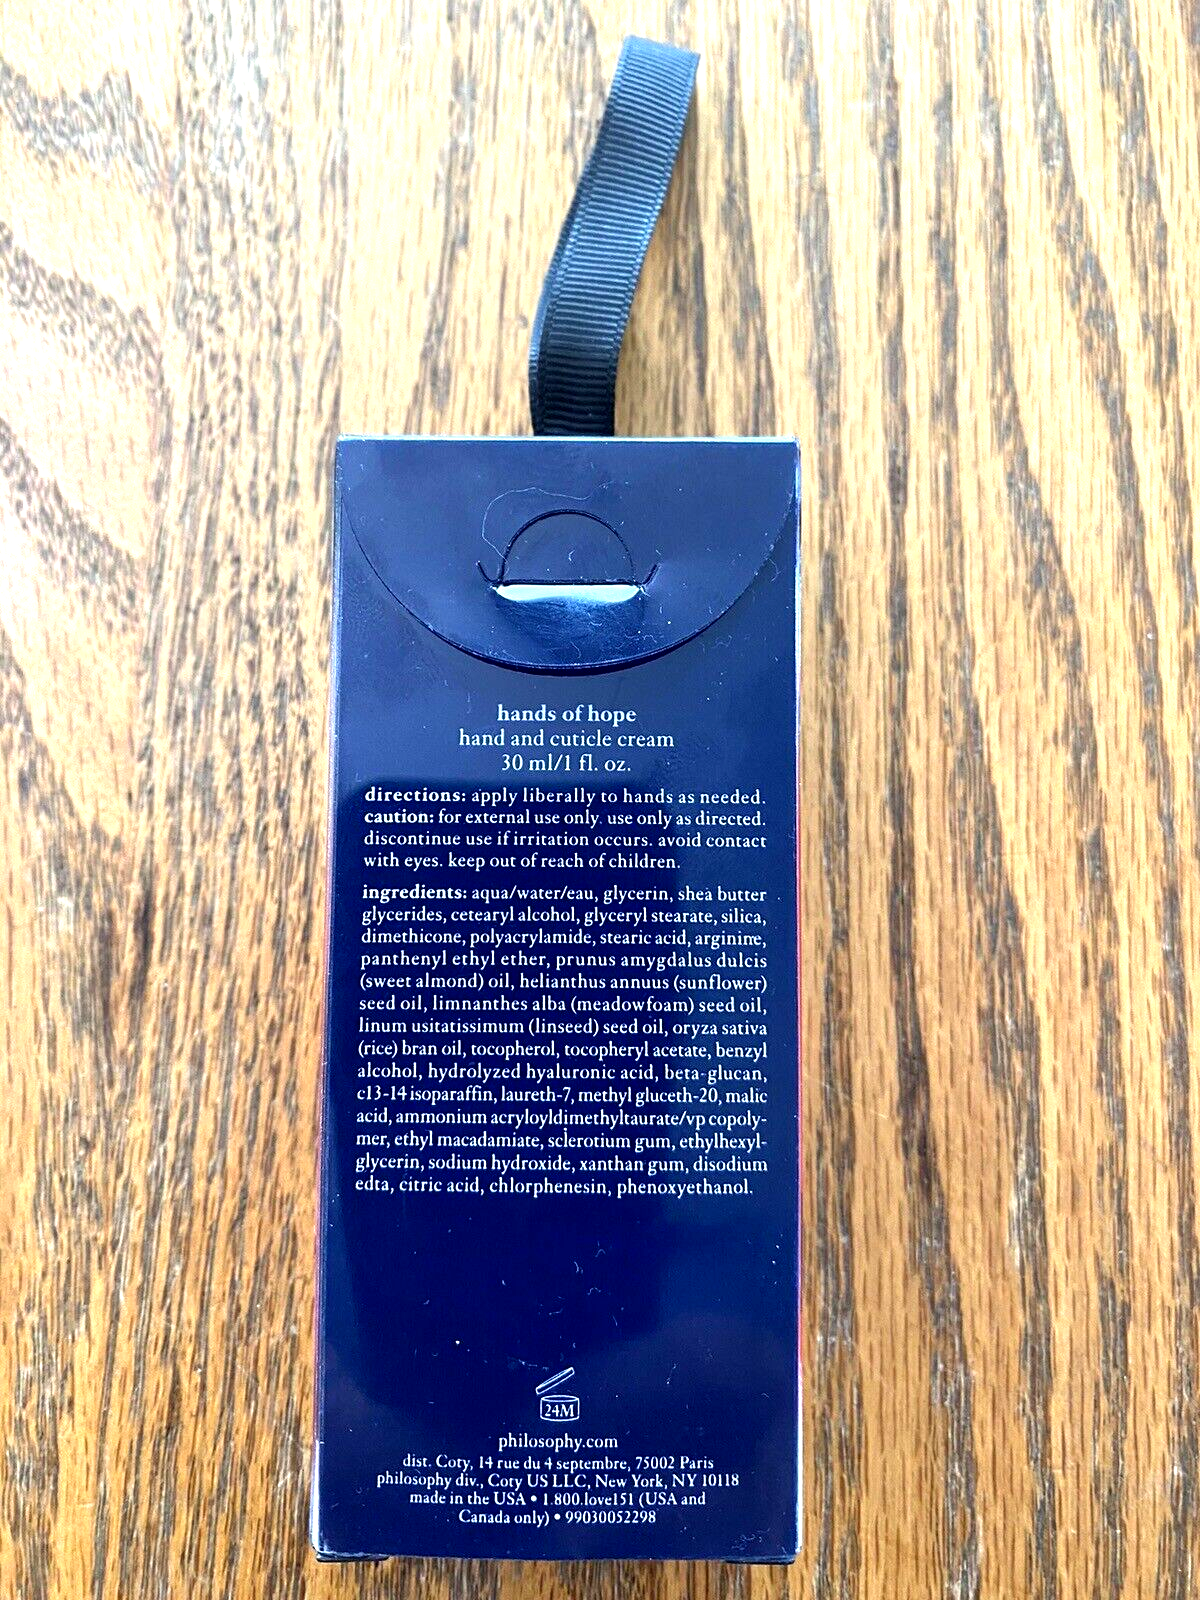 hands of hope
hand and cuticle cream
30 ml/1 fl. oz.
directions: apply liberally to hands as needed.
caution: for external use only. use only as directed.
discontinue use if irritation occurs. avoid contact
with eyes. keep out of reach of children.
ingredients: aqua/water/eau, glycerin, shea butter
glycerides, cetearyl alcohol, glyceryl stearate, silica,
dimethicone, polyacrylamide, stearic acid, arginine,
panthenyl ethyl ether, prunus amygdalus dulcis
(sweet almond) oil, helianthus annuus (sunflower)
seed oil, limnanthes alba (meadowfoam) seed oil,
linum usitatissimum (linseed) seed oil, oryza sativa
(rice) bran oil, tocopherol, tocopheryl acetate, benzyl
alcohol, hydrolyzed hyaluronic acid, beta-glucan,
c13-14 isoparaffin, laureth-7, methyl gluceth-20, malic
acid, ammonium acryloyldimethyltaurate/vp copoly-
mer, ethyl macadamiate, sclerotium gum, ethylhexyl-
glycerin, sodium hydroxide, xanthan gum, disodium
edta, citric acid, chlorphenesin, phenoxyethanol.
24M
philosophy.com
dist. Coty, 14 rue du 4 septembre, 75002 Paris
philosophy div., Coty US LLC, New York, NY 10118
made in the USA • 1.800.love151 (USA and
Canada only) • 99030052298